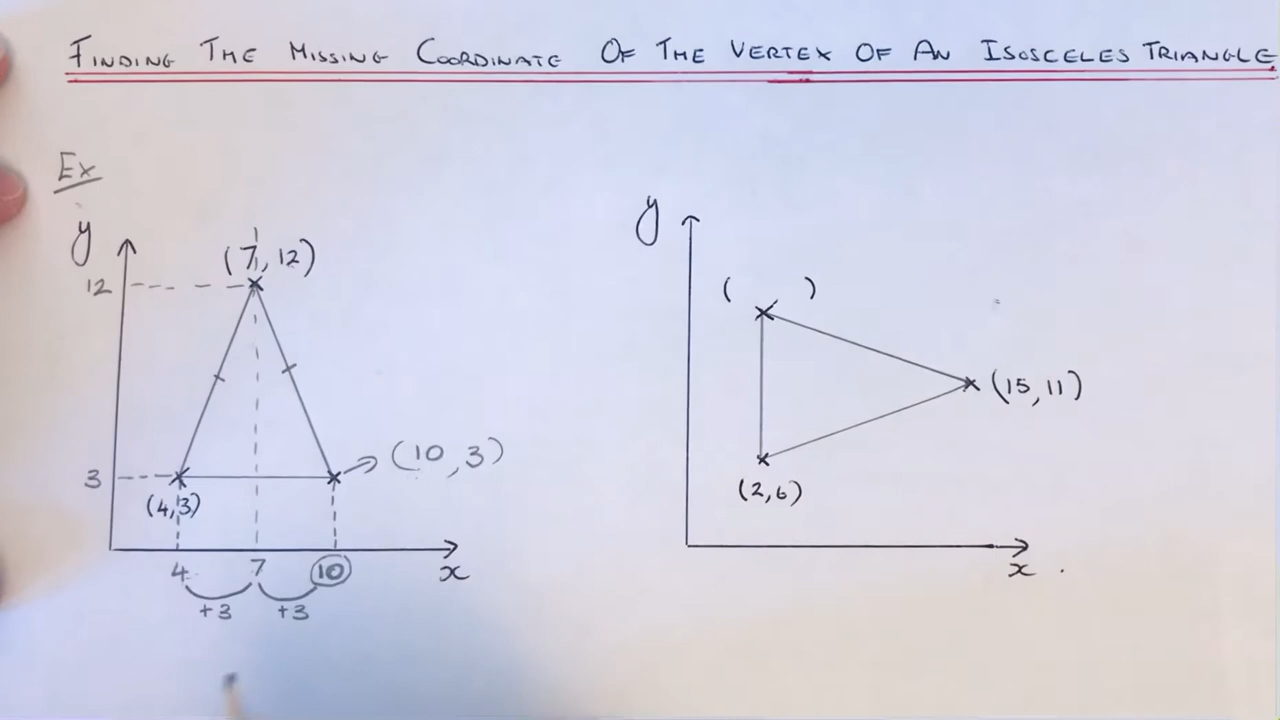 FINDING THE MISSING COORDINATE OF THE VERTEX OF AN ISOSCELES TRIANGLE
Ex
y
(7, 12)
12
3
(4,3)
(10,3)
4 7 10
x
+3 +3
y
( )
(15,11)
(2,6)
x